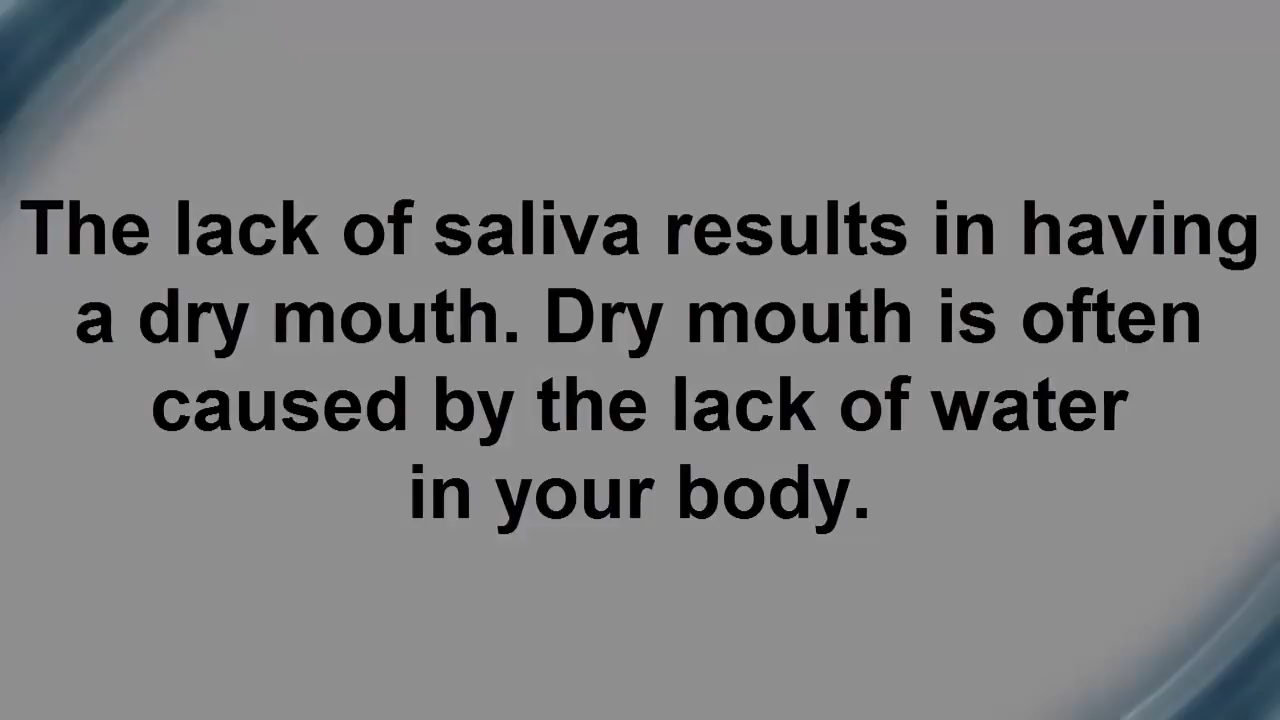 The lack of saliva results in having
a dry mouth. Dry mouth is often
caused by the lack of water
in your body.